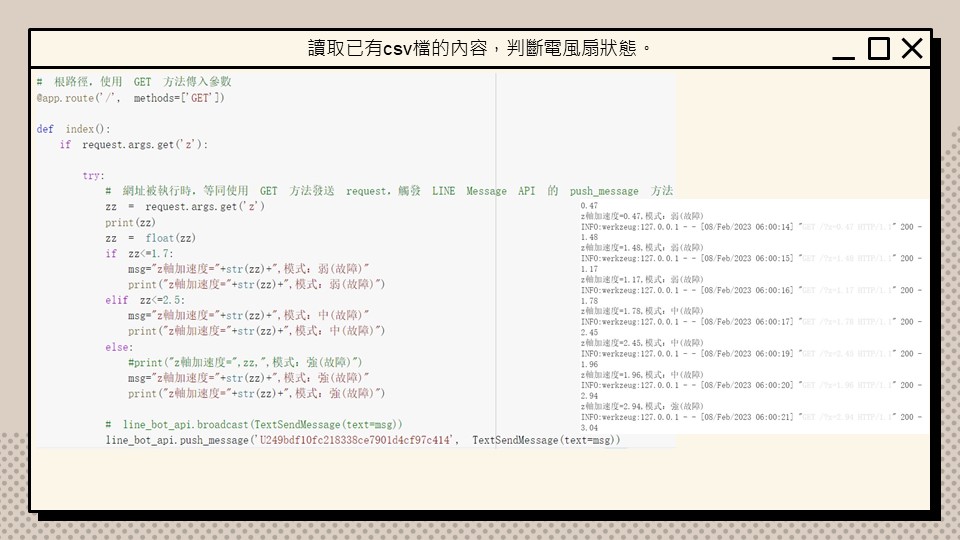 讀取已有csv檔的內容，判斷電風扇狀態。
# 根路徑，使用 GET 方法傳入參數
@app.route('/', methods=['GET'])
def index():
if request.args.get('z'):
try:
# 網址被執行時，等同使用 GET 方法發送 request，觸發 LINE Message API 的 push_message 方法
zz = request.args.get('z')
print(zz)
zz = float(zz)
if zz<=1.7:
msg="z軸加速度="+str(zz)+",模式：弱(故障)"
print("z軸加速度="+str(zz)+",模式：弱(故障)")
elif zz<=2.5:
msg="z軸加速度="+str(zz)+",模式：中(故障)"
print("z軸加速度="+str(zz)+",模式：中(故障)")
else:
#print("z軸加速度=",zz,",模式：強(故障)")
msg="z軸加速度="+str(zz)+",模式：強(故障)"
print("z軸加速度="+str(zz)+",模式：強(故障)")
# line_bot_api.broadcast(TextSendMessage(text=msg))
line_bot_api.push_message('U249bdf10fc218338ce7901d4cf97c414', TextSendMessage(text=msg))
0.47
z軸加速度=0.47,模式：弱(故障)
INFO:werkzeug:127.0.0.1 - - [08/Feb/2023 06:00:14] "GET /?z=0.47 HTTP/1.1" 200 -
1.48
z軸加速度=1.48,模式：弱(故障)
INFO:werkzeug:127.0.0.1 - - [08/Feb/2023 06:00:15] "GET /?z=1.48 HTTP/1.1" 200 -
1.17
z軸加速度=1.17,模式：弱(故障)
INFO:werkzeug:127.0.0.1 - - [08/Feb/2023 06:00:16] "GET /?z=1.17 HTTP/1.1" 200 -
1.78
z軸加速度=1.78,模式：中(故障)
INFO:werkzeug:127.0.0.1 - - [08/Feb/2023 06:00:17] "GET /?z=1.78 HTTP/1.1" 200 -
2.45
z軸加速度=2.45,模式：中(故障)
INFO:werkzeug:127.0.0.1 - - [08/Feb/2023 06:00:19] "GET /?z=2.45 HTTP/1.1" 200 -
1.96
z軸加速度=1.96,模式：中(故障)
INFO:werkzeug:127.0.0.1 - - [08/Feb/2023 06:00:20] "GET /?z=1.96 HTTP/1.1" 200 -
2.94
z軸加速度=2.94,模式：強(故障)
INFO:werkzeug:127.0.0.1 - - [08/Feb/2023 06:00:21] "GET /?z=2.94 HTTP/1.1" 200 -
3.04